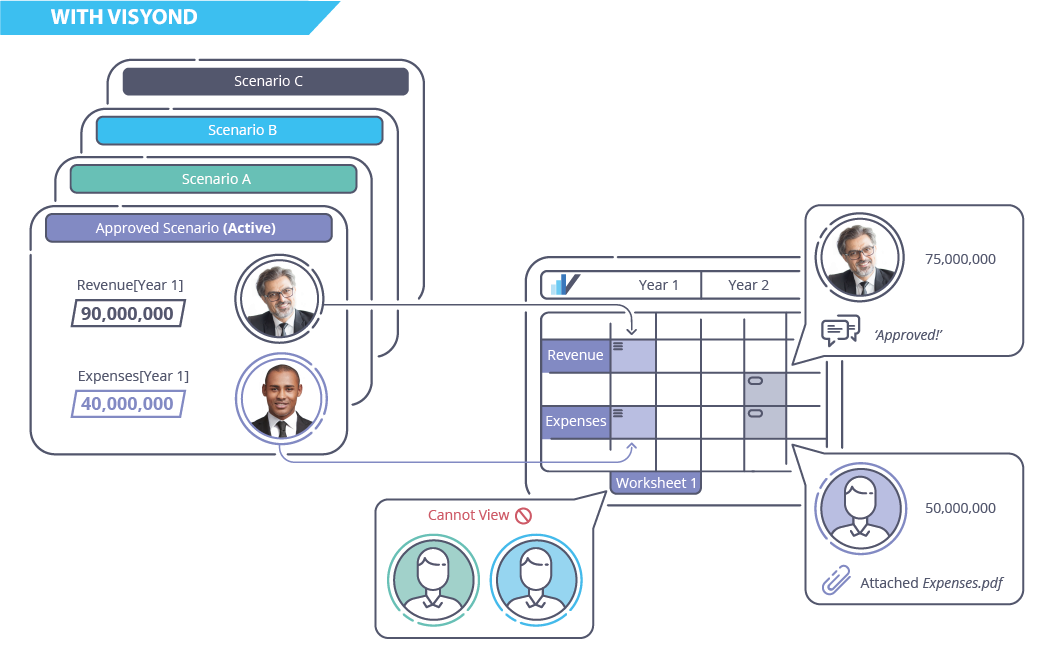 WITH VISYOND
Scenario C
Scenario B
Scenario A
Approved Scenario (Active)
Revenue[Year 1]
90,000,000
Expenses[Year 1]
40,000,000
Year 1
Year 2
Revenue
Expenses
Worksheet 1
75,000,000
‘Approved!’
50,000,000
Attached Expenses.pdf
Cannot View